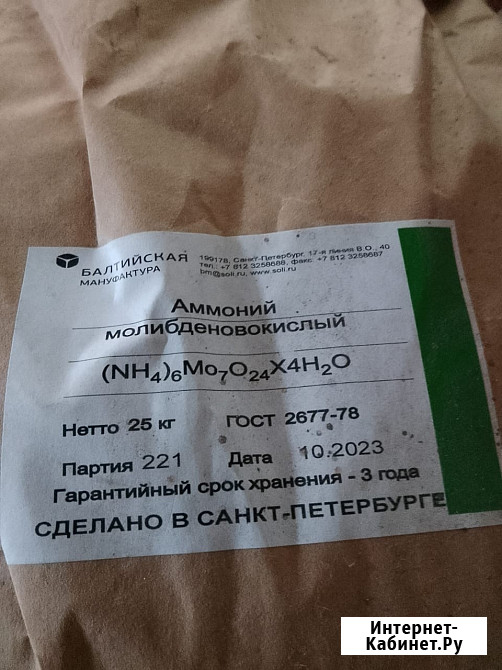 БАЛТИЙСКАЯ
МАНУФАКТУРА
199178, Санкт-Петербург, 17-я линия В.О., 40
тел.: +7 812 3258688, факс +7 812 3258687
bm@soli.ru, www.soli.ru
Аммоний
молибденовокислый
(NH₄)₆Mo₇O₂₄X4H₂O
Нетто 25 кг ГОСТ 2677-78
Партия 221 Дата 10.2023
Гарантийный срок хранения - 3 года
СДЕЛАНО В САНКТ-ПЕТЕРБУРГЕ
Интернет-
Кабинет.Ру